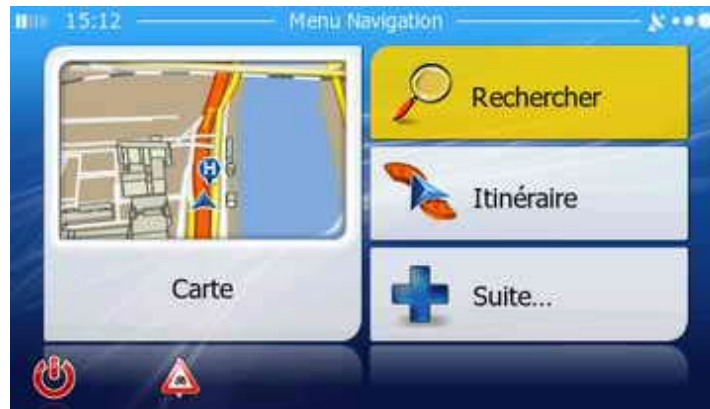 15:12 Menu Navigation
Rechercher
H
Itinéraire
Carte
Suite...